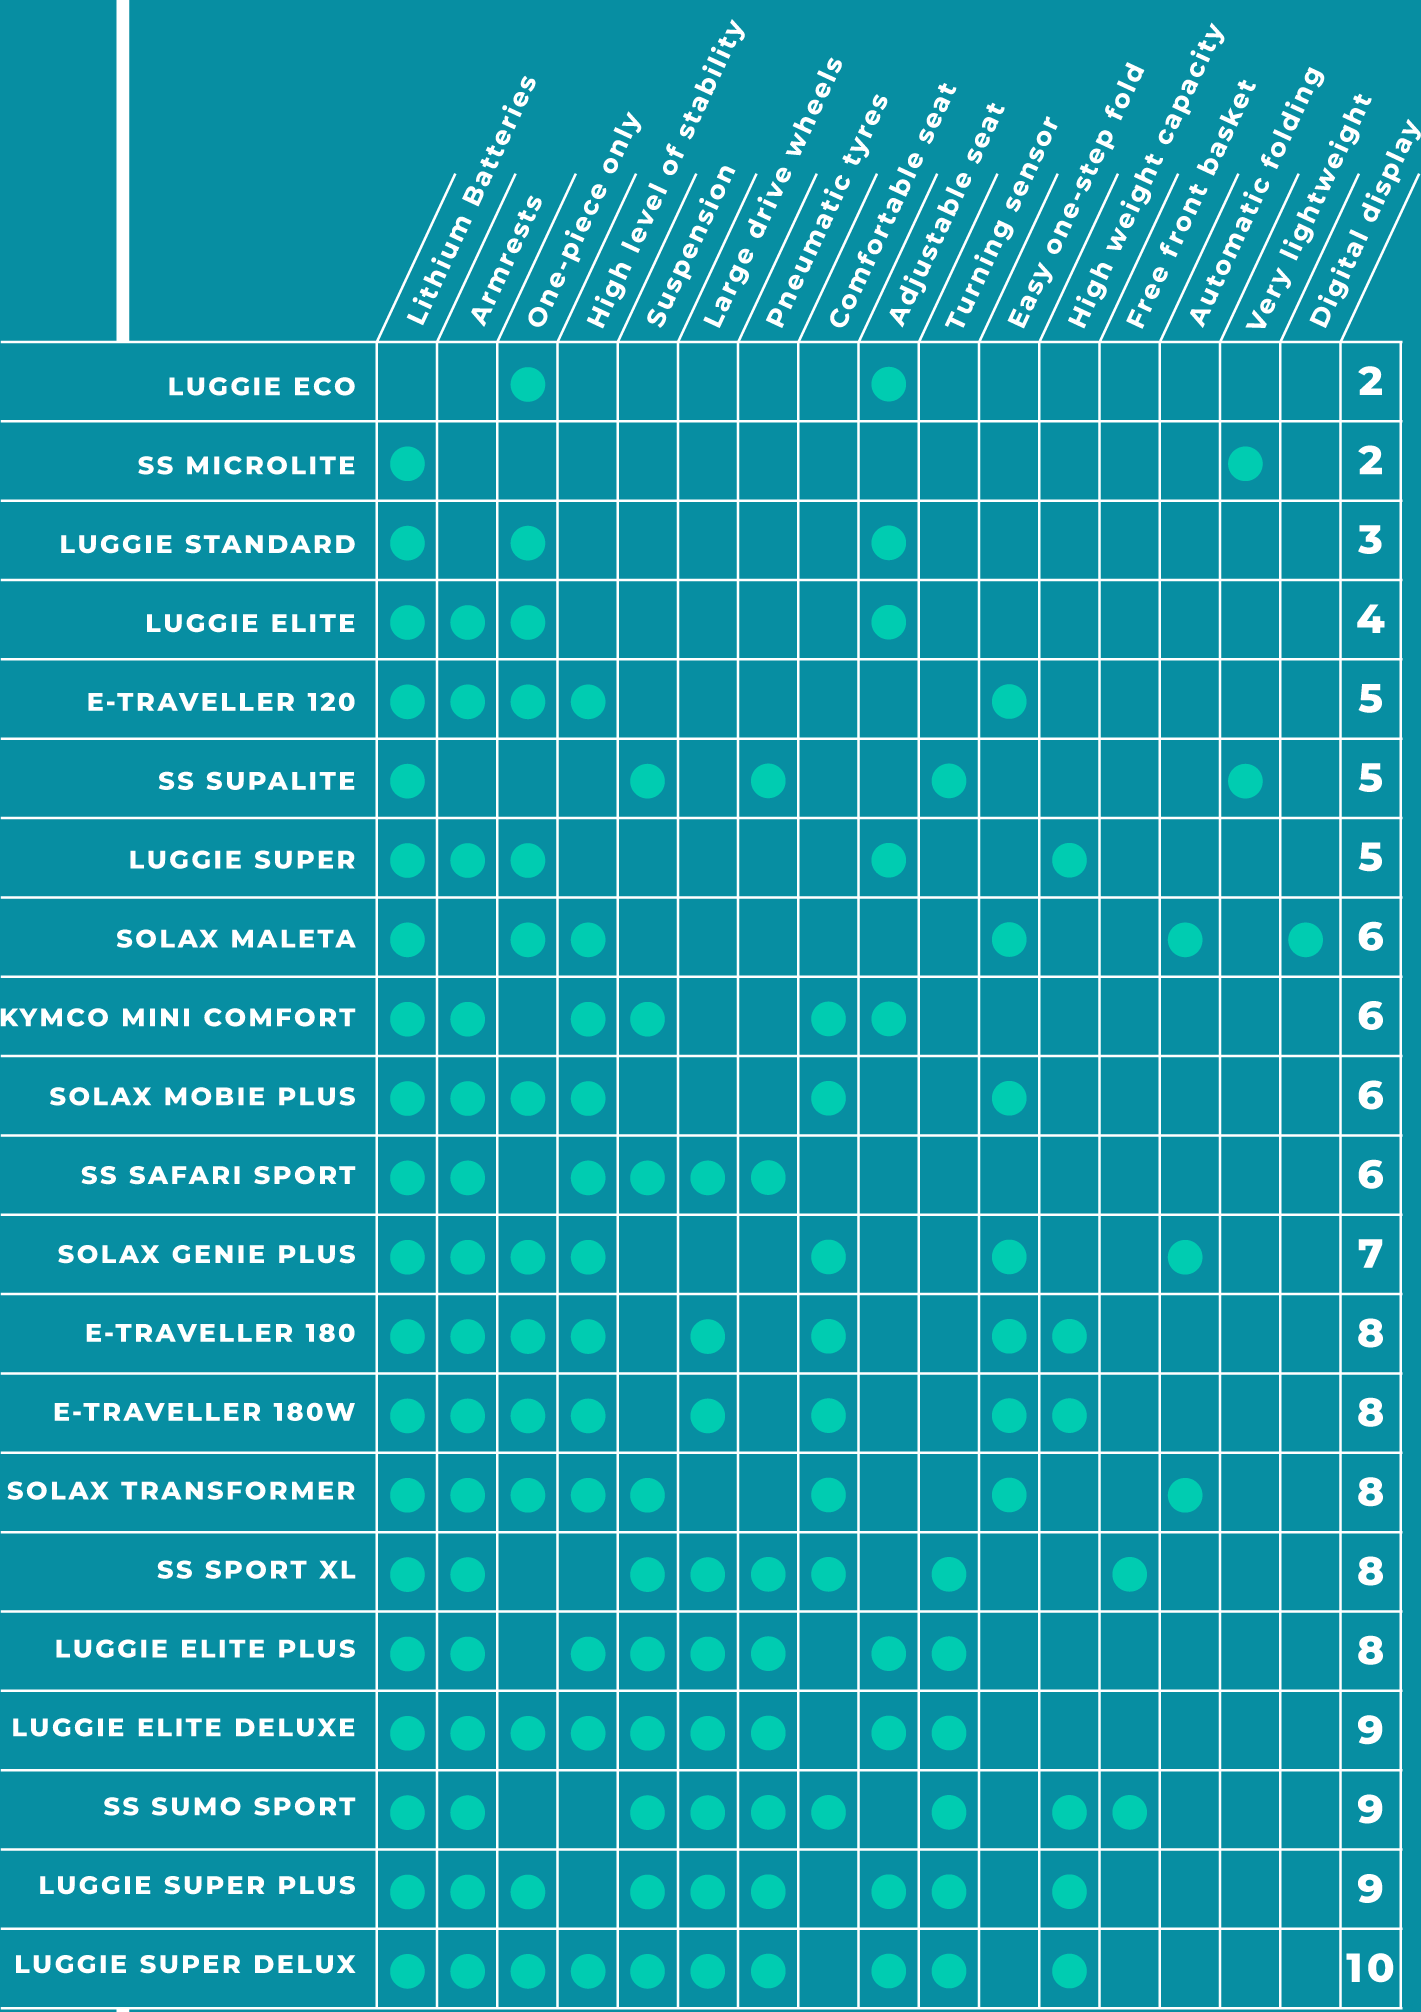 Lithium Batteries
Armrests
One-piece only
High level of stability
Suspension
Large drive wheels
Pneumatic tyres
Comfortable seat
Adjustable seat
Turning sensor
Easy one-step fold
High weight capacity
Free front basket
Automatic folding
Very lightweight
Digital display
LUGGIE ECO 2
SS MICROLITE 2
LUGGIE STANDARD 3
LUGGIE ELITE 4
E-TRAVELLER 120 5
SS SUPALITE 5
LUGGIE SUPER 5
SOLAX MALETA 6
KYMCO MINI COMFORT 6
SOLAX MOBIE PLUS 6
SS SAFARI SPORT 6
SOLAX GENIE PLUS 7
E-TRAVELLER 180 8
E-TRAVELLER 180W 8
SOLAX TRANSFORMER 8
SS SPORT XL 8
LUGGIE ELITE PLUS 8
LUGGIE ELITE DELUXE 9
SS SUMO SPORT 9
LUGGIE SUPER PLUS 9
LUGGIE SUPER DELUX 10